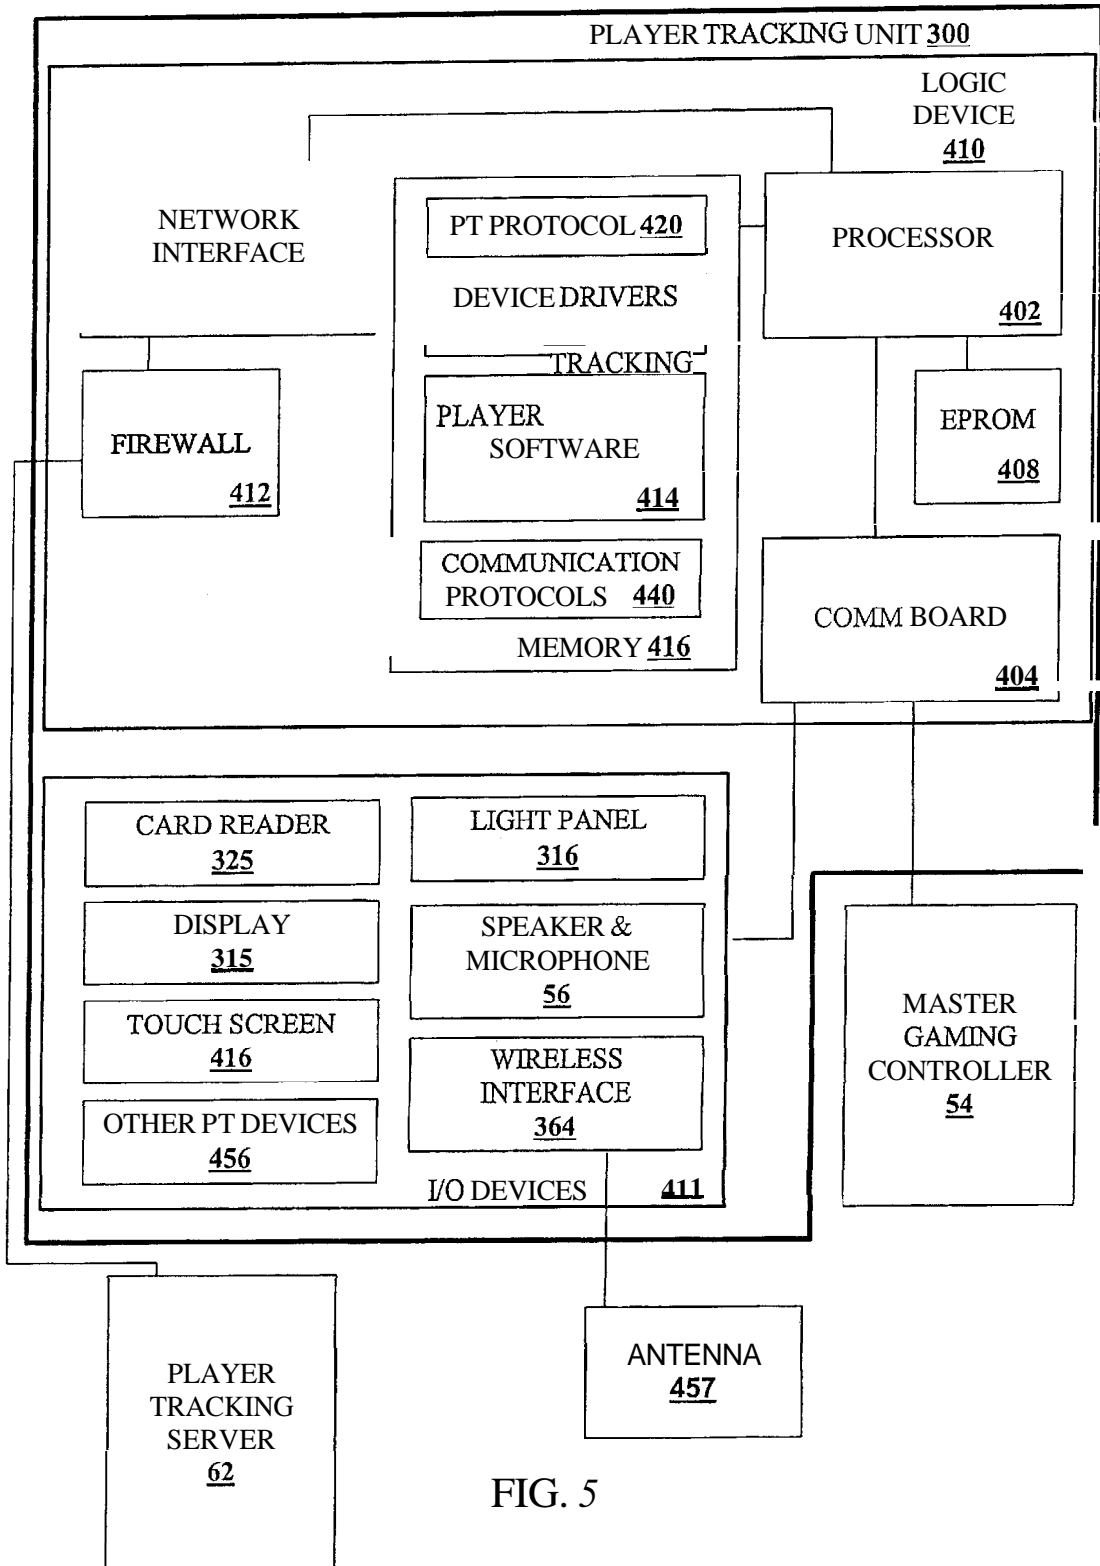 PLAYER TRACKING UNIT 300
LOGIC
DEVICE
410
NETWORK
INTERFACE
PT PROTOCOL 420
DEVICE DRIVERS
TRACKING
PLAYER
SOFTWARE
414
COMMUNICATION
PROTOCOLS 440
MEMORY 416
PROCESSOR
402
FIREWALL
412
EPROM
408
COMM BOARD
404
CARD READER
325
LIGHT PANEL
316
DISPLAY
315
SPEAKER &
MICROPHONE
56
TOUCH SCREEN
416
WIRELESS
INTERFACE
364
OTHER PT DEVICES
456
I/O DEVICES 411
MASTER
GAMING
CONTROLLER
54
PLAYER
TRACKING
SERVER
62
ANTENNA
457
FIG. 5